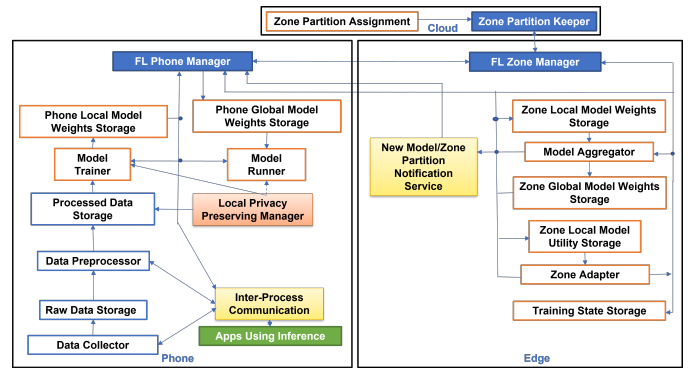 Zone Partition Assignment
Zone Partition Keeper
Cloud
FL Phone Manager
FL Zone Manager
Phone Local Model
Weights Storage
Phone Global Model
Weights Storage
Model
Trainer
Model
Runner
Processed Data
Storage
Local Privacy
Preserving Manager
Data Preprocessor
Raw Data Storage
Data Collector
Inter-Process
Communication
Apps Using Inference
Phone
New Model/Zone
Partition
Notification
Service
Zone Local Model Weights
Storage
Model Aggregator
Zone Global Model Weights
Storage
Zone Local Model
Utility Storage
Zone Adapter
Training State Storage
Edge